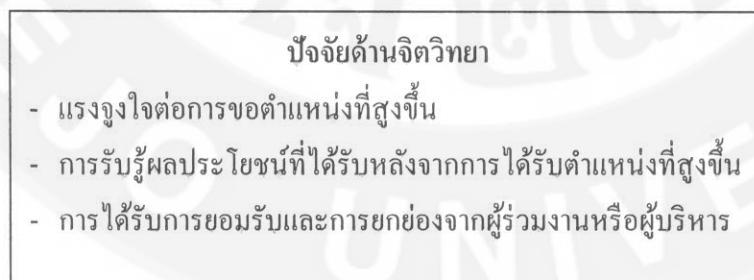 ปัจจัยด้านจิตวิทยา
- แรงจูงใจต่อการขอตำแหน่งที่สูงขึ้น
- การรับรู้ผลประโยชน์ที่ได้รับหลังจากการได้รับตำแหน่งที่สูงขึ้น
- การได้รับการยอมรับและการยกย่องจากผู้ร่วมงานหรือผู้บริหาร